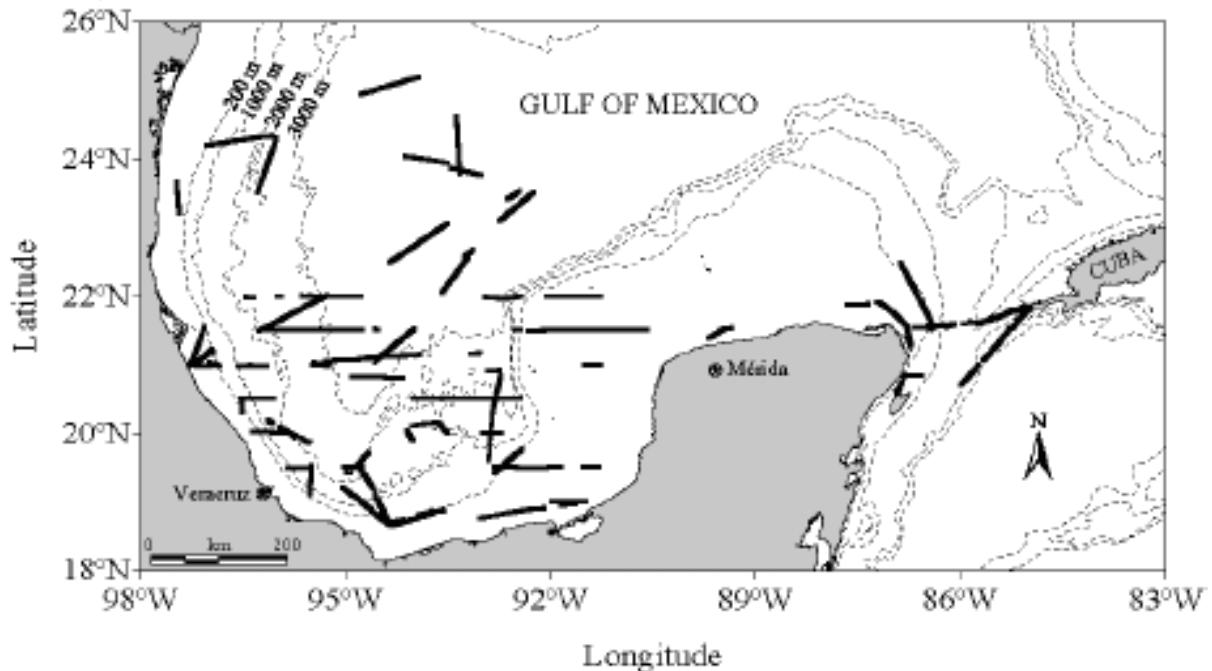 26°N
24°N
22°N
20°N
18°N
Latitude
200 m
1000 m
2000 m
3000 m
GULF OF MEXICO
CUBA
Mérida
Veracruz
N
0 km 200
98°W 95°W 92°W 89°W 86°W 83°W
Longitude